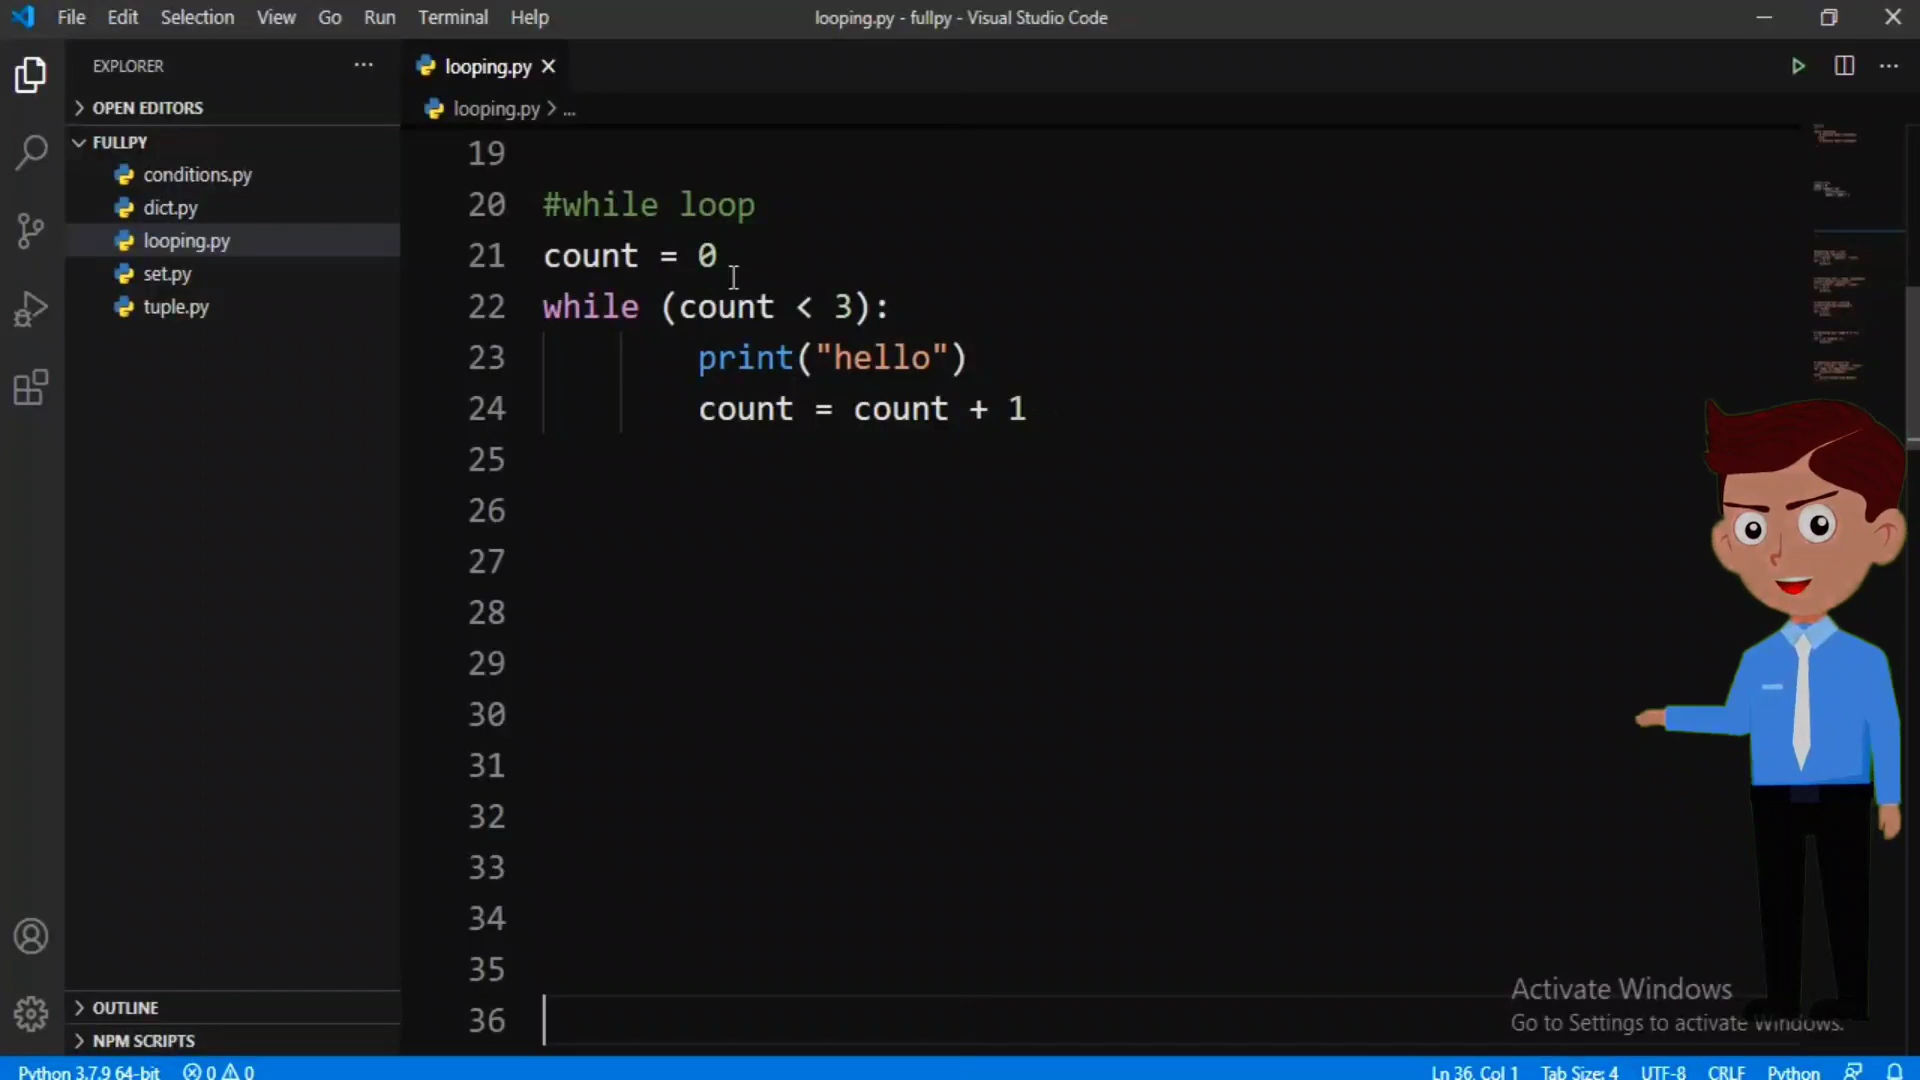 File Edit Selection View Go Run Terminal Help
looping.py - fullpy - Visual Studio Code
EXPLORER
OPEN EDITORS
FULLPY
conditions.py
dict.py
looping.py
set.py
tuple.py
OUTLINE
NPM SCRIPTS
looping.py
looping.py > ...
19
20 #while loop
21 count = 0
22 while (count < 3):
23 print("hello")
24 count = count + 1
25
26
27
28
29
30
31
32
33
34
35
36
Activate Windows
Go to Settings to activate Windows.
Python 3.7.9 64-bit 0 0
Ln 36, Col 1 Tab Size: 4 UTF-8 CRLF Python